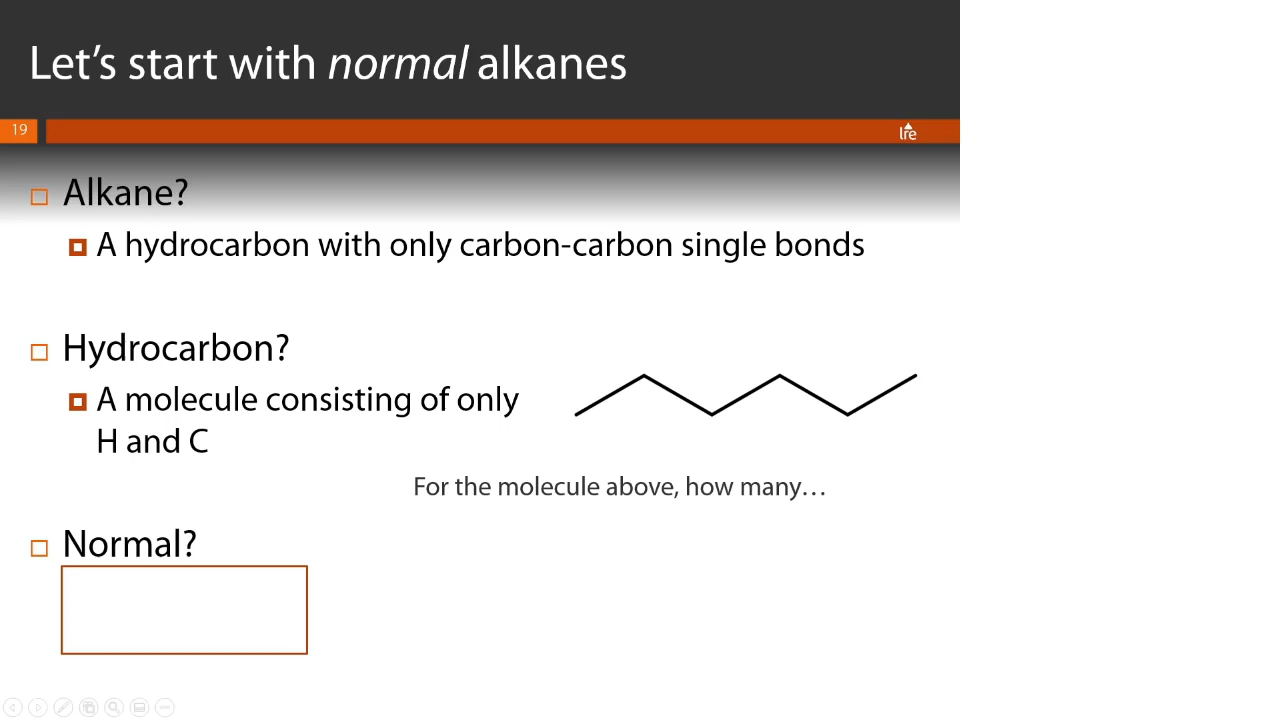 Let’s start with normal alkanes
19
lre
Alkane?
A hydrocarbon with only carbon-carbon single bonds
Hydrocarbon?
A molecule consisting of only
H and C
For the molecule above, how many…
Normal?